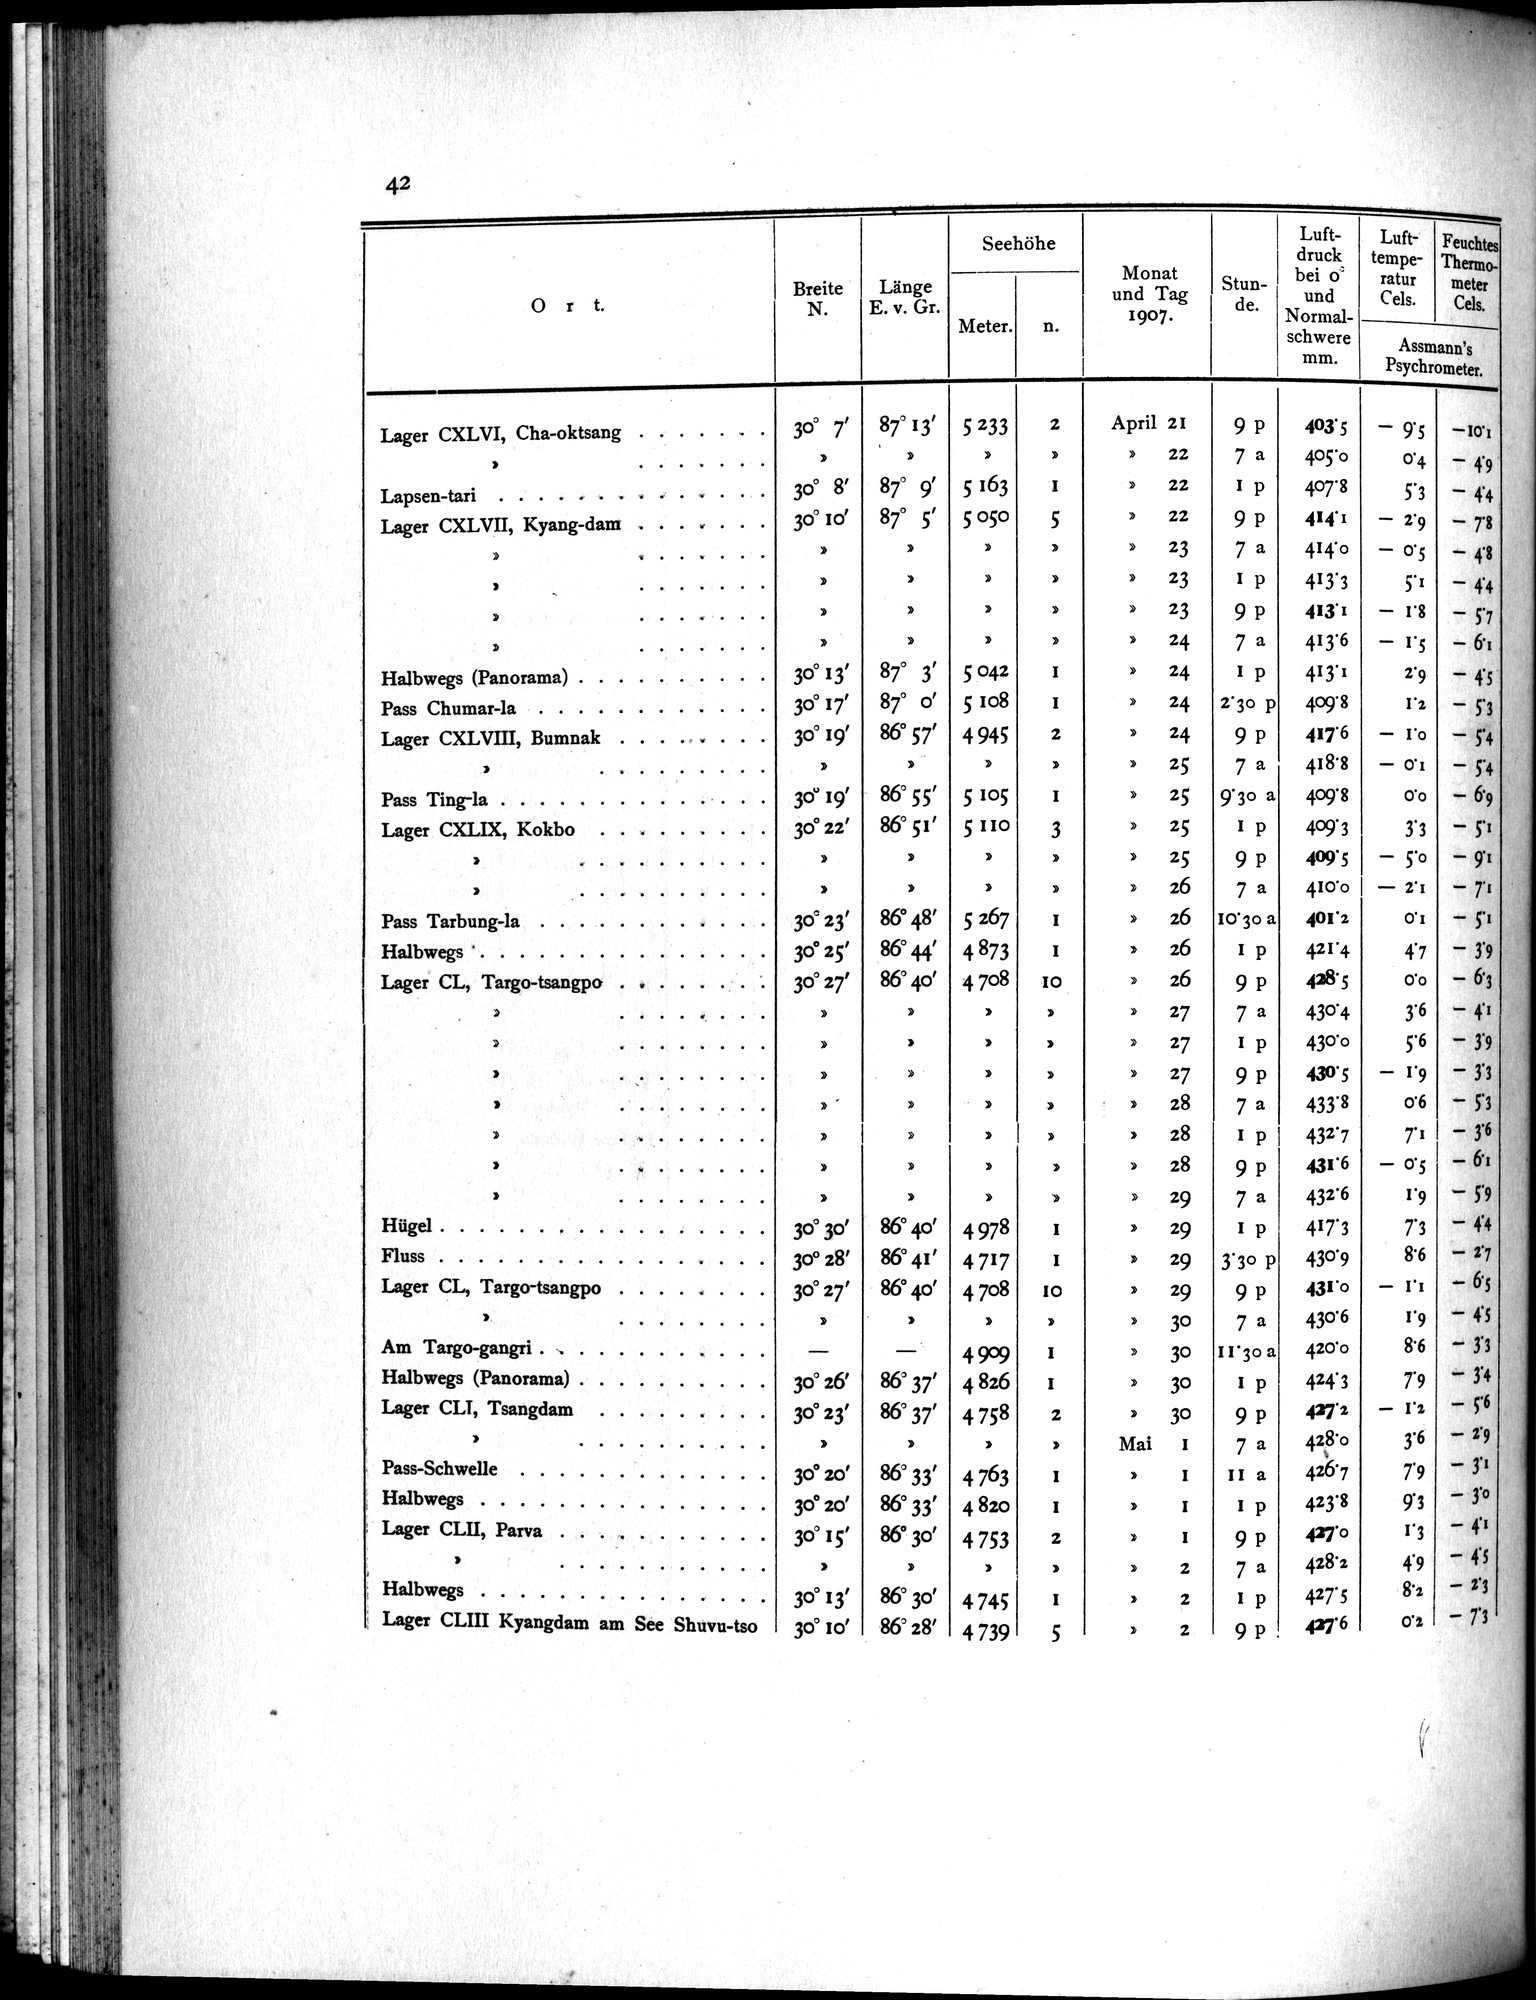 42
Ort. Breite N. Länge E. v. Gr. Seehöhe Meter. n. Monat und Tag 1907. Stunde. Luftdruck bei 0° und Normalschwere mm. Lufttemperatur Cels. Feuchtes Thermometer Cels. Assmann's Psychrometer.
Lager CXLVI, Cha-oktsang . . . . . . . 30° 7′ 87° 13′ 5 233 2 April 21 9 p 403·5 — 9·5 —10·1
» . . . . . . . » » » » » 22 7 a 405·0 0·4 — 4·9
Lapsen-tari . . . . . . . . . . . . . . 30° 8′ 87° 9′ 5 163 1 » 22 1 p 407·8 5·3 — 4·4
Lager CXLVII, Kyang-dam . . . . . . . 30° 10′ 87° 5′ 5 050 5 » 22 9 p 414·1 — 2·9 — 7·8
» . . . . . . . » » » » » 23 7 a 414·0 — 0·5 — 4·8
» . . . . . . . » » » » » 23 1 p 413·3 5·1 — 4·4
» . . . . . . . » » » » » 23 9 p 413·1 — 1·8 — 5·7
» . . . . . . . » » » » » 24 7 a 413·6 — 1·5 — 6·1
Halbwegs (Panorama) . . . . . . . . . . 30° 13′ 87° 3′ 5 042 1 » 24 1 p 413·1 2·9 — 4·5
Pass Chumar-la . . . . . . . . . . . . 30° 17′ 87° 0′ 5 108 1 » 24 2·30 p 409·8 1·2 — 5·3
Lager CXLVIII, Bumnak . . . . . . . . 30° 19′ 86° 57′ 4 945 2 » 24 9 p 417·6 — 1·0 — 5·4
» . . . . . . . . . » » » » » 25 7 a 418·8 — 0·1 — 5·4
Pass Ting-la . . . . . . . . . . . . . . 30° 19′ 86° 55′ 5 105 1 » 25 9·30 a 409·8 0·0 — 6·9
Lager CXLIX, Kokbo . . . . . . . . . 30° 22′ 86° 51′ 5 110 3 » 25 1 p 409·3 3·3 — 5·1
» . . . . . . . . . . » » » » » 25 9 p 409·5 — 5·0 — 9·1
» . . . . . . . . . . » » » » » 26 7 a 410·0 — 2·1 — 7·1
Pass Tarbung-la . . . . . . . . . . . . 30° 23′ 86° 48′ 5 267 1 » 26 10·30 a 401·2 0·1 — 5·1
Halbwegs . . . . . . . . . . . . . . . 30° 25′ 86° 44′ 4 873 1 » 26 1 p 421·4 4·7 — 3·9
Lager CL, Targo-tsangpo . . . . . . . . 30° 27′ 86° 40′ 4 708 10 » 26 9 p 428·5 0·0 — 6·3
» . . . . . . . . » » » » » 27 7 a 430·4 3·6 — 4·1
» . . . . . . . . » » » » » 27 1 p 430·0 5·6 — 3·9
» . . . . . . . . » » » » » 27 9 p 430·5 — 1·9 — 3·3
» . . . . . . . . » » » » » 28 7 a 433·8 0·6 — 5·3
» . . . . . . . . » » » » » 28 1 p 432·7 7·1 — 3·6
» . . . . . . . . » » » » » 28 9 p 431·6 — 0·5 — 6·1
» . . . . . . . . » » » » » 29 7 a 432·6 1·9 — 5·9
Hügel . . . . . . . . . . . . . . . . . 30° 30′ 86° 40′ 4 978 1 » 29 1 p 417·3 7·3 — 4·4
Fluss . . . . . . . . . . . . . . . . . 30° 28′ 86° 41′ 4 717 1 » 29 3·30 p 430·9 8·6 — 2·7
Lager CL, Targo-tsangpo . . . . . . . . 30° 27′ 86° 40′ 4 708 10 » 29 9 p 431·0 — 1·1 — 6·5
» . . . . . . . . » » » » » 30 7 a 430·6 1·9 — 4·5
Am Targo-gangri . . . . . . . . . . . . — — 4 909 1 » 30 11·30 a 420·0 8·6 — 3·3
Halbwegs (Panorama) . . . . . . . . . . 30° 26′ 86° 37′ 4 826 1 » 30 1 p 424·3 7·9 — 3·4
Lager CLI, Tsangdam . . . . . . . . . 30° 23′ 86° 37′ 4 758 2 » 30 9 p 427·2 — 1·2 — 5·6
» . . . . . . . . . . » » » » Mai 1 7 a 428·0 3·6 — 2·9
Pass-Schwelle . . . . . . . . . . . . . 30° 20′ 86° 33′ 4 763 1 » 1 11 a 426·7 7·9 — 3·1
Halbwegs . . . . . . . . . . . . . . . 30° 20′ 86° 33′ 4 820 1 » 1 1 p 423·8 9·3 — 3·0
Lager CLII, Parva . . . . . . . . . . . 30° 15′ 86° 30′ 4 753 2 » 1 9 p 427·0 1·3 — 4·1
» . . . . . . . . . . . » » » » » 2 7 a 428·2 4·9 — 4·5
Halbwegs . . . . . . . . . . . . . . . 30° 13′ 86° 30′ 4 745 1 » 2 1 p 427·5 8·2 — 2·3
Lager CLIII Kyangdam am See Shuvu-tso 30° 10′ 86° 28′ 4 739 5 » 2 9 p 427·6 0·2 — 7·3